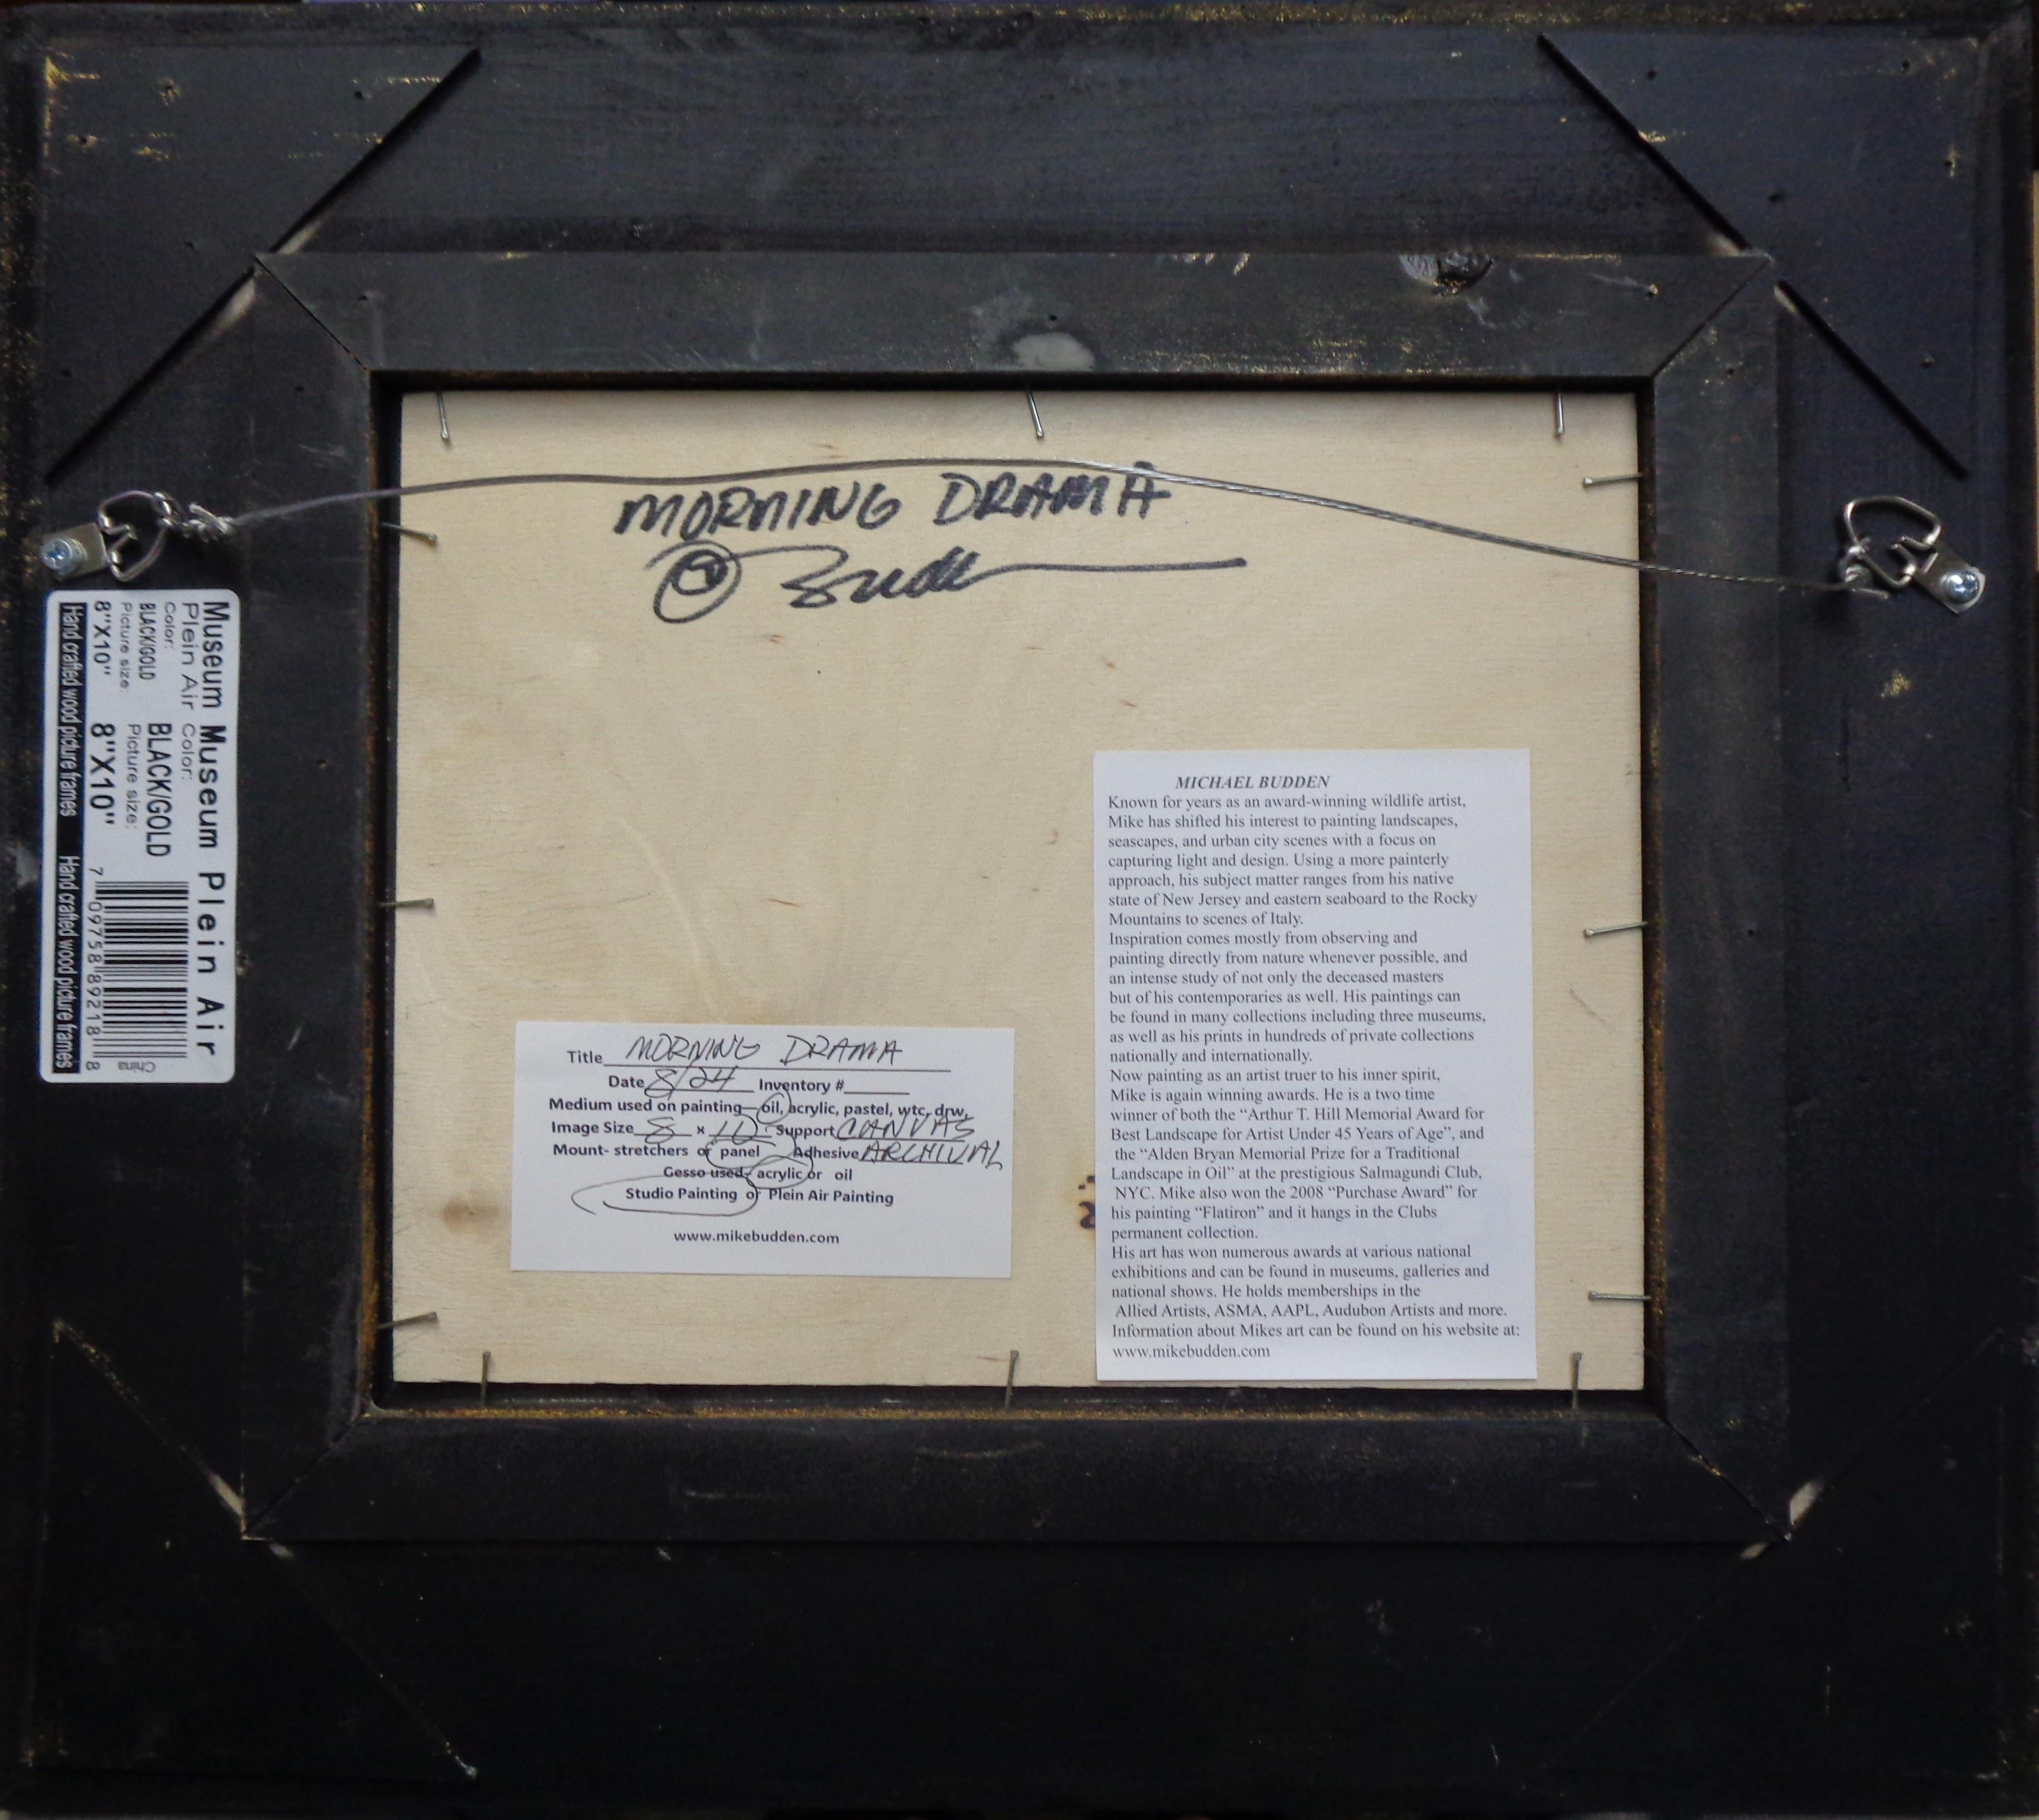 MORNING DRAMA
© Budden
Museum Museum Plein Air
Plein Air Color:
Color: BLACK/GOLD
BLACK/GOLD Picture size:
Picture size: 8"X10"
8"X10"
7 09758 89218 8
China
Hand crafted wood picture frames Hand crafted wood picture frames
Title MORNING DRAMA
Date 8/24 Inventory #
Medium used on painting- oil, acrylic, pastel, wtc, drw,
Image Size 8 x 10 Support CANVAS
Mount- stretchers or panel Adhesive ARCHIVAL
Gesso used- acrylic or oil
Studio Painting or Plein Air Painting
www.mikebudden.com
MICHAEL BUDDEN
Known for years as an award-winning wildlife artist,
Mike has shifted his interest to painting landscapes,
seascapes, and urban city scenes with a focus on
capturing light and design. Using a more painterly
approach, his subject matter ranges from his native
state of New Jersey and eastern seaboard to the Rocky
Mountains to scenes of Italy.
Inspiration comes mostly from observing and
painting directly from nature whenever possible, and
an intense study of not only the deceased masters
but of his contemporaries as well. His paintings can
be found in many collections including three museums,
as well as his prints in hundreds of private collections
nationally and internationally.
Now painting as an artist truer to his inner spirit,
Mike is again winning awards. He is a two time
winner of both the “Arthur T. Hill Memorial Award for
Best Landscape for Artist Under 45 Years of Age”, and
the “Alden Bryan Memorial Prize for a Traditional
Landscape in Oil” at the prestigious Salmagundi Club,
NYC. Mike also won the 2008 “Purchase Award” for
his painting “Flatiron” and it hangs in the Clubs
permanent collection.
His art has won numerous awards at various national
exhibitions and can be found in museums, galleries and
national shows. He holds memberships in the
Allied Artists, ASMA, AAPL, Audubon Artists and more.
Information about Mikes art can be found on his website at:
www.mikebudden.com